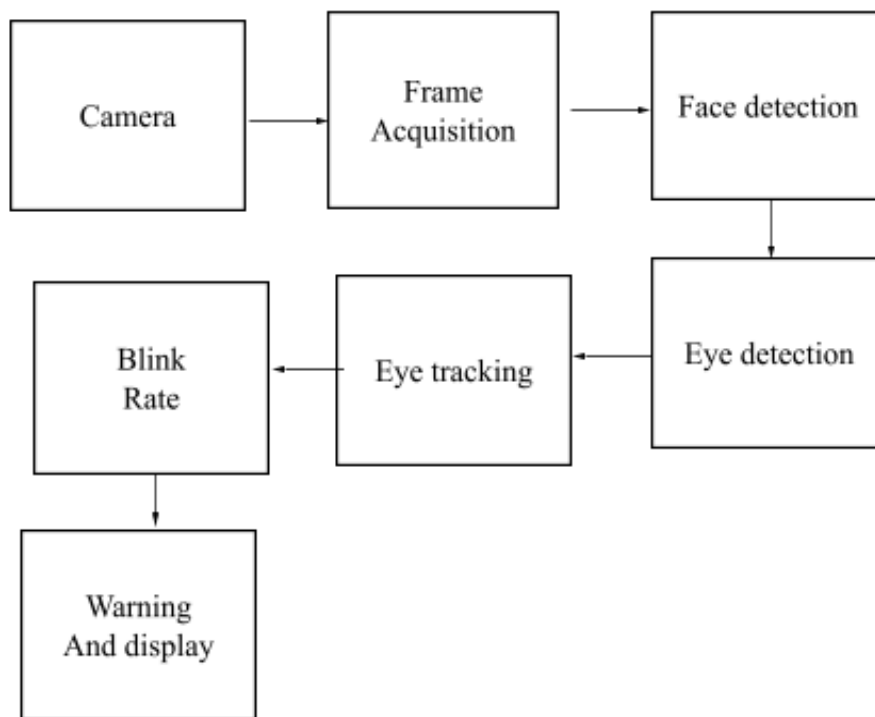 Camera
Frame
Acquisition
Face detection
Eye detection
Eye tracking
Blink
Rate
Warning
And display